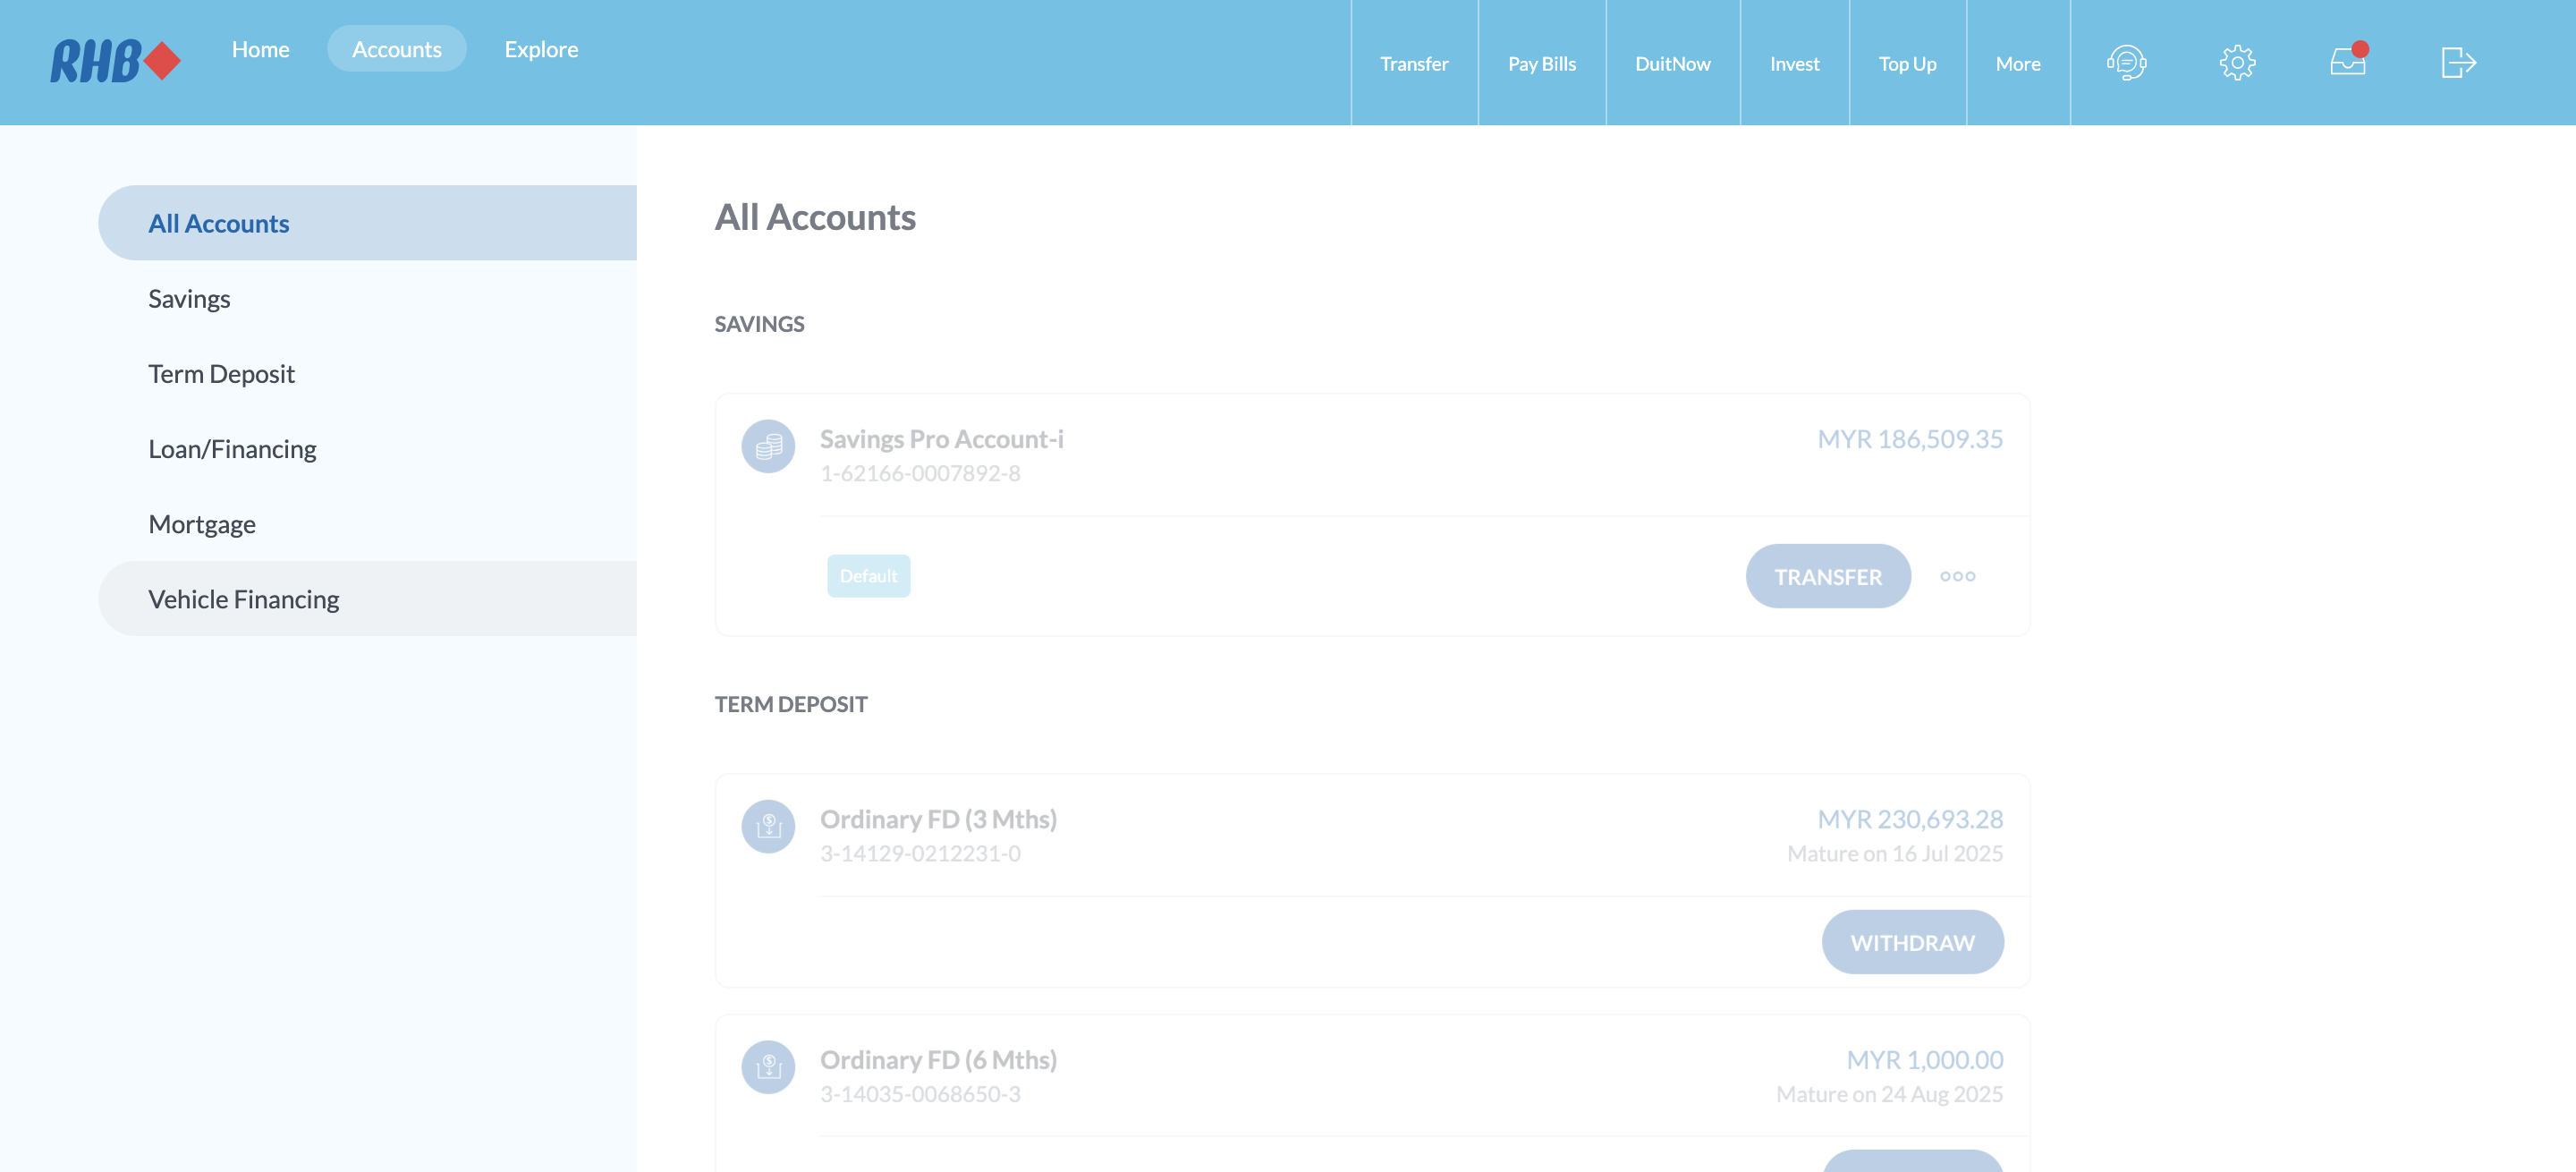 RHB
Home
Accounts
Explore
Transfer
Pay Bills
DuitNow
Invest
Top Up
More
All Accounts
Savings
Term Deposit
Loan/Financing
Mortgage
Vehicle Financing
All Accounts
SAVINGS
Savings Pro Account-i
MYR 186,509.35
1-62166-0007892-8
Default
TRANSFER
TERM DEPOSIT
Ordinary FD (3 Mths)
MYR 230,693.28
3-14129-0212231-0
Mature on 16 Jul 2025
WITHDRAW
Ordinary FD (6 Mths)
MYR 1,000.00
3-14035-0068650-3
Mature on 24 Aug 2025